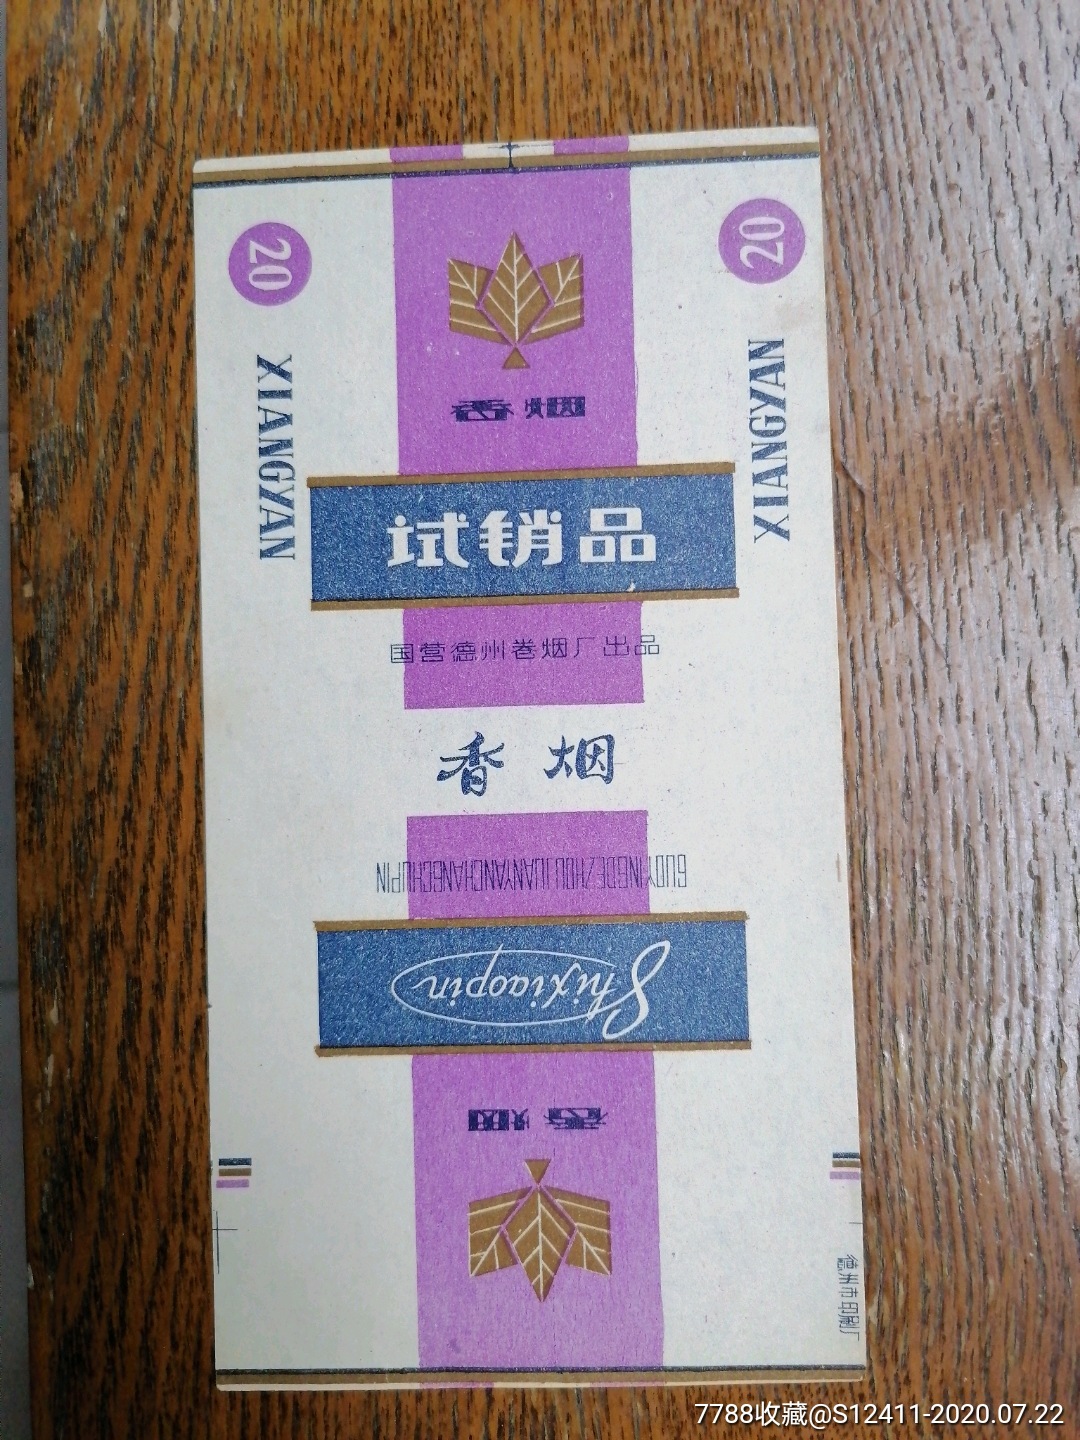 20
20
XIANGYAN
XIANGYAN
香烟
试销品
国营德州卷烟厂出品
香烟
GUOYINGDEZHOUJUANYANCHANGCHUPIN
Shixiaopin
香烟
德州市印刷厂
7788收藏@S12411-2020.07.22